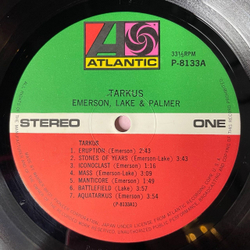 ATLANTIC
33⅓RPM
P-8133A
TARKUS
EMERSON, LAKE & PALMER
STEREO
ONE
TARKUS
1. ERUPTION (Emerson) 2:43
2. STONES OF YEARS (Emerson-Lake) 3:43
3. ICONOCLAST (Emerson) 1:16
4. MASS (Emerson-Lake) 3:09
5. MANTICORE (Emerson) 1:49
6. BATTLEFIELD (Lake) 3:57
7. AQUATARKUS (Emerson) 3:54
(P-8133A1)